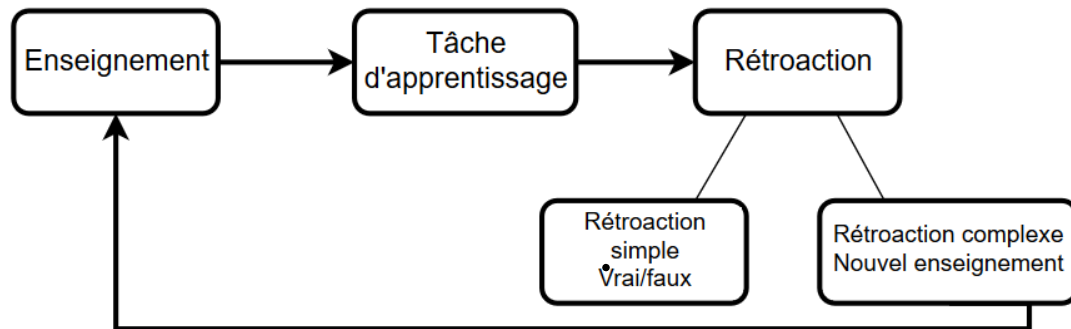 Enseignement
Tâche
d'apprentissage
Rétroaction
Rétroaction
simple
Vrai/faux
Rétroaction complexe
Nouvel enseignement